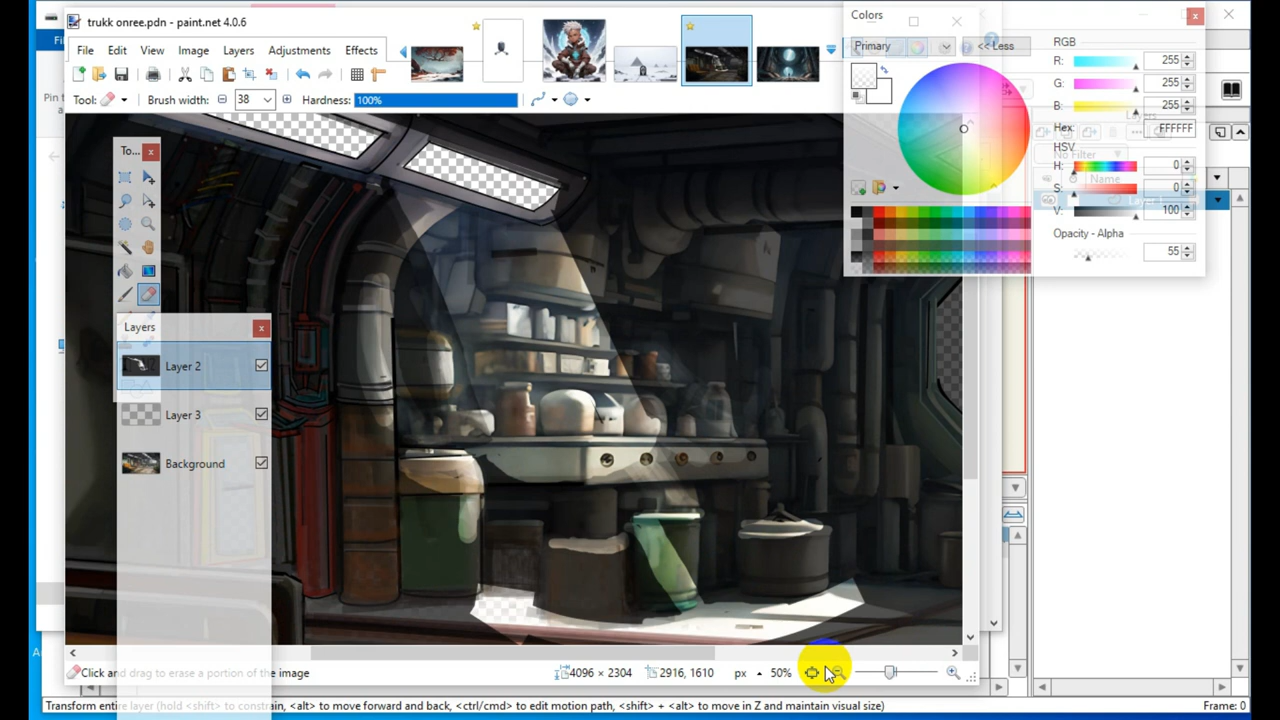 trukk onree.pdn - paint.net 4.0.6
File Edit View Image Layers Adjustments Effects
Tool: Brush width: 38 Hardness: 100%
To...
Layers
Layer 2
Layer 3
Background
Colors
Primary
<< Less
RGB
R: 255
G: 255
B: 255
Hex: FFFFFF
HSV
H: 0
S: 0
V: 100
Opacity - Alpha
55
No Filter
Name
Click and drag to erase a portion of the image
4096 × 2304
2916, 1610
px
50%
Transform entire layer (hold <shift> to constrain, <alt> to move forward and back, <ctrl/cmd> to edit motion path, <shift> + <alt> to move in Z and maintain visual size)
Frame: 0